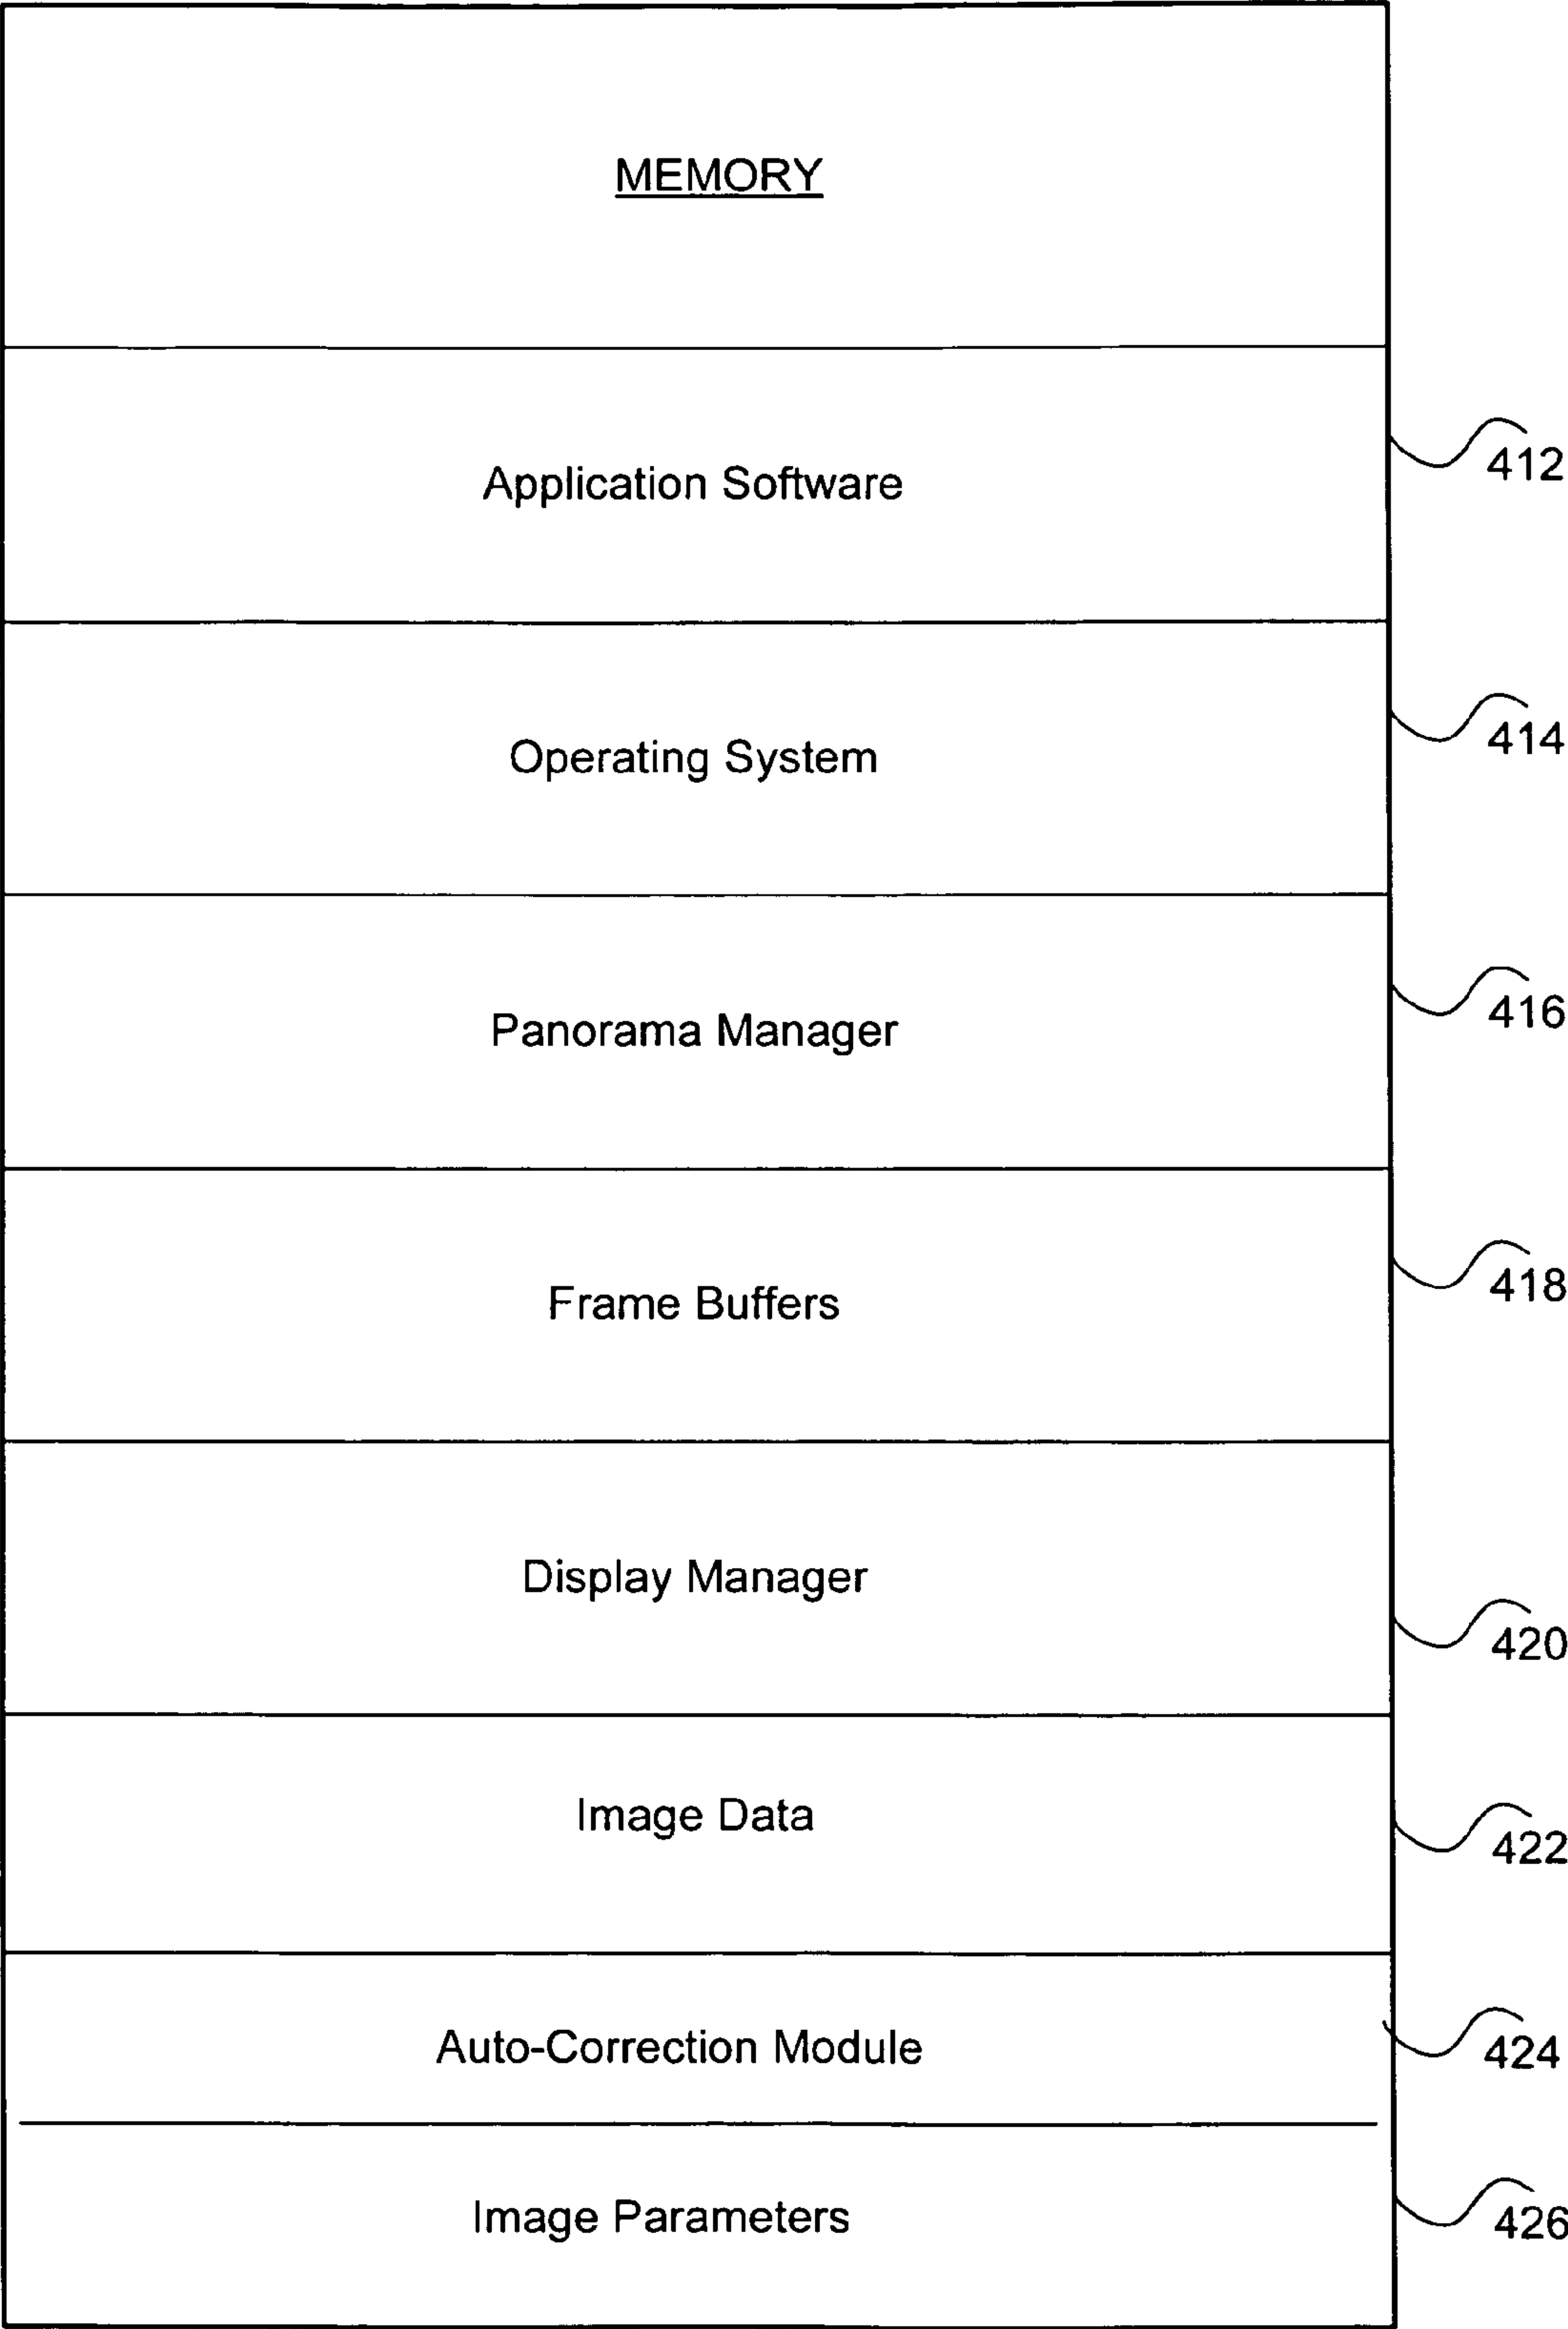 MEMORY
Application Software
412
Operating System
414
Panorama Manager
416
Frame Buffers
418
Display Manager
420
Image Data
422
Auto-Correction Module
424
Image Parameters
426